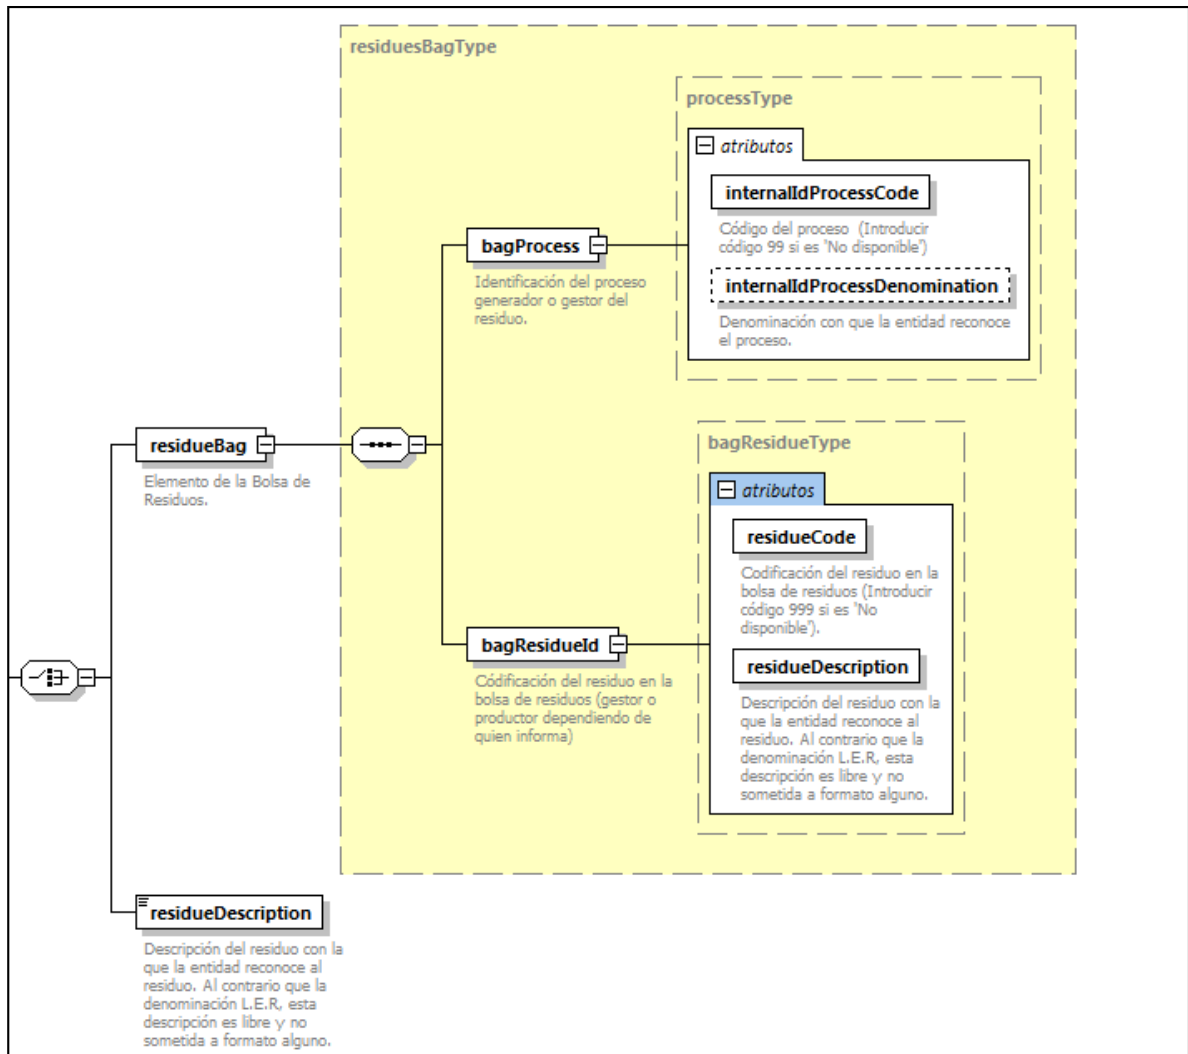 residuesBagType
processType
atributos
internalIdProcessCode
Código del proceso (Introducir
código 99 si es 'No disponible')
internalIdProcessDenomination
Denominación con que la entidad reconoce
el proceso.
bagProcess
Identificación del proceso
generador o gestor del
residuo.
residueBag
Elemento de la Bolsa de
Residuos.
bagResidueType
atributos
residueCode
Codificación del residuo en la
bolsa de residuos (Introducir
código 999 si es 'No
disponible').
residueDescription
Descripción del residuo con la
que la entidad reconoce al
residuo. Al contrario que la
denominación L.E.R, esta
descripción es libre y no
sometida a formato alguno.
bagResidueId
Códificación del residuo en la
bolsa de residuos (gestor o
productor dependiendo de
quien informa)
residueDescription
Descripción del residuo con la
que la entidad reconoce al
residuo. Al contrario que la
denominación L.E.R, esta
descripción es libre y no
sometida a formato alguno.